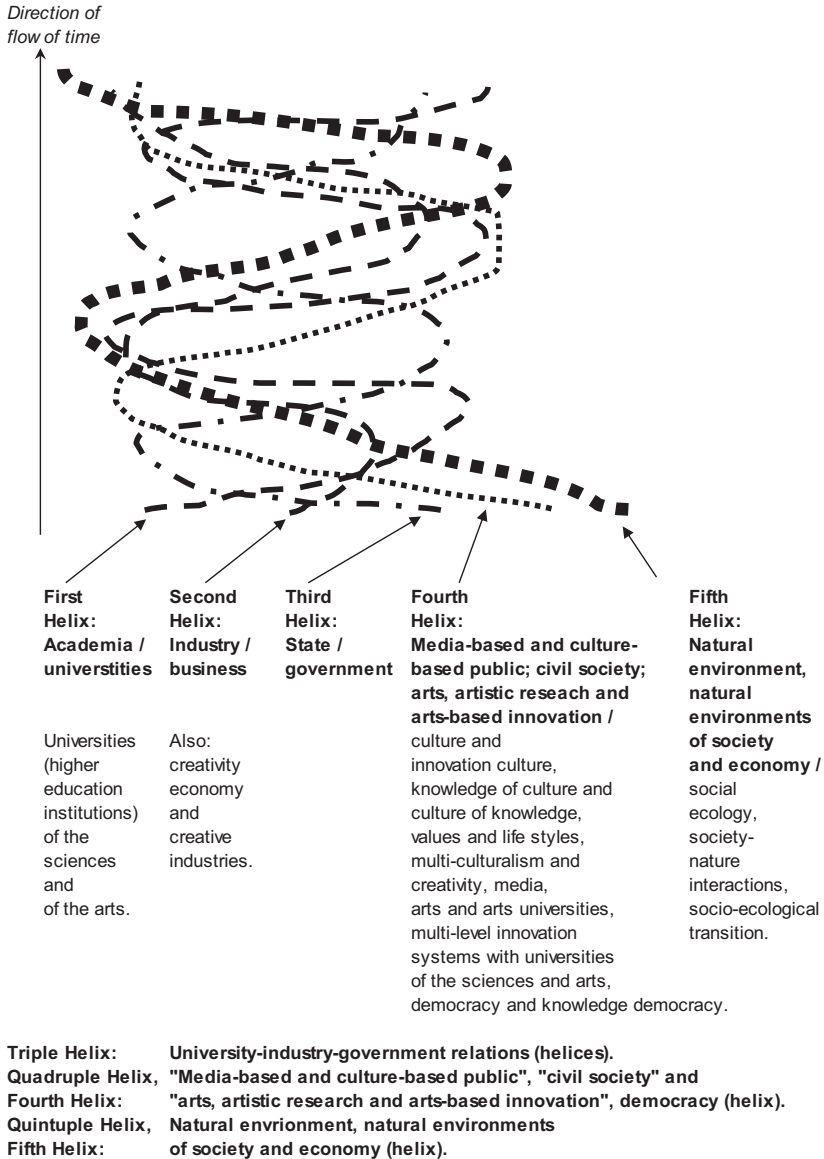 Direction of
flow of time
First
Helix:
Academia /
universtities
Universities
(higher
education
institutions)
of the
sciences
and
of the arts.
Second
Helix:
Industry /
business
Also:
creativity
economy
and
creative
industries.
Third
Helix:
State /
government
Fourth
Helix:
Media-based and culture-
based public; civil society;
arts, artistic reseach and
arts-based innovation /
culture and
innovation culture,
knowledge of culture and
culture of knowledge,
values and life styles,
multi-culturalism and
creativity, media,
arts and arts universities,
multi-level innovation
systems with universities
of the sciences and arts,
democracy and knowledge democracy.
Fifth
Helix:
Natural
environment,
natural
environments
of society
and economy /
social
ecology,
society-
nature
interactions,
socio-ecological
transition.
Triple Helix: University-industry-government relations (helices).
Quadruple Helix, "Media-based and culture-based public", "civil society" and
Fourth Helix: "arts, artistic research and arts-based innovation", democracy (helix).
Quintuple Helix, Natural envrionment, natural environments
Fifth Helix: of society and economy (helix).